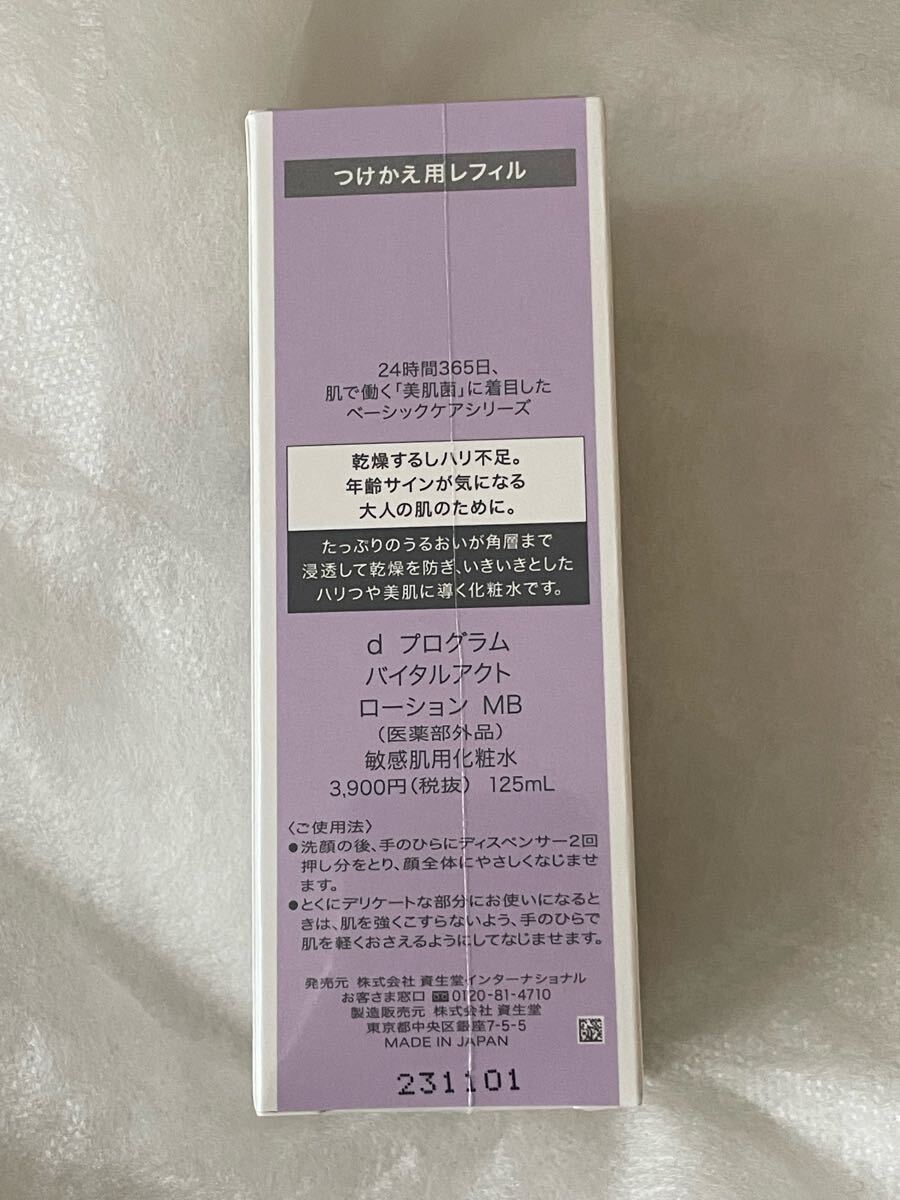 つけかえ用レフィル
24時間365日、
肌で働く「美肌菌」に着目した
ベーシックケアシリーズ
乾燥するしハリ不足。
年齢サインが気になる
大人の肌のために。
たっぷりのうるおいが角層まで
浸透して乾燥を防ぎ、いきいきとした
ハリつや美肌に導く化粧水です。
d プログラム
バイタルアクト
ローション MB
(医薬部外品)
敏感肌用化粧水
3,900円(税抜) 125mL
〈ご使用法〉
●洗顔の後、手のひらにディスペンサー2回
押し分をとり、顔全体にやさしくなじませ
ます。
●とくにデリケートな部分にお使いになると
きは、肌を強くこすらないよう、手のひらで
肌を軽くおさえるようにしてなじませます。
発売元 株式会社 資生堂インターナショナル
お客さま窓口 0120-81-4710
製造販売元 株式会社 資生堂
東京都中央区銀座7-5-5
MADE IN JAPAN
231101